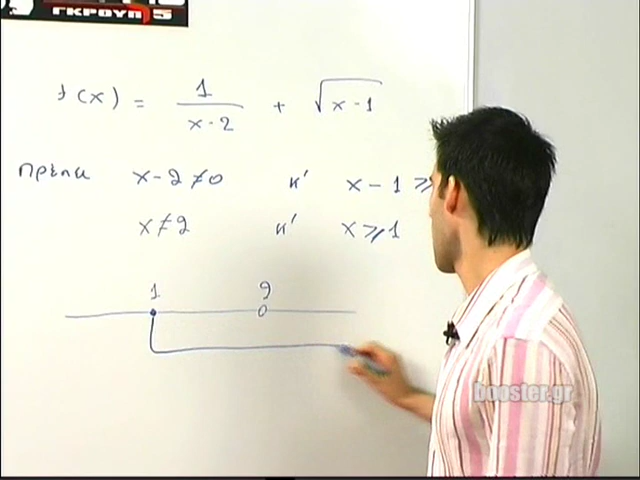 ΓΚΡΟΥΠ 5
f(x) = 1/(x-2) + √(x-1)
Πρέπει x-2≠0 κ' x-1≥
x≠2 κ' x≥1
1 2
booster.gr